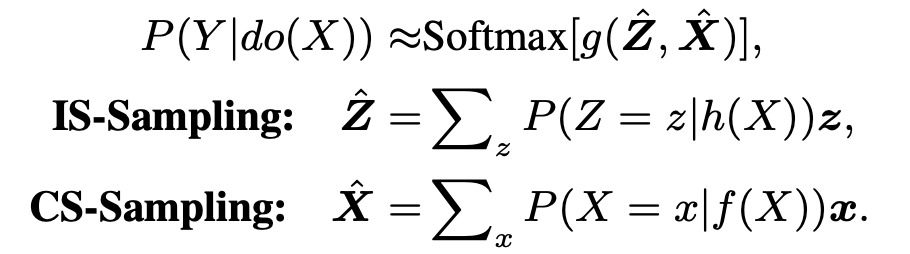 P(Y|do(X)) ≈Softmax[g(Ẑ, X̂)],
IS-Sampling: Ẑ = ∑_z P(Z = z|h(X))z,
CS-Sampling: X̂ = ∑_x P(X = x|f(X))x.